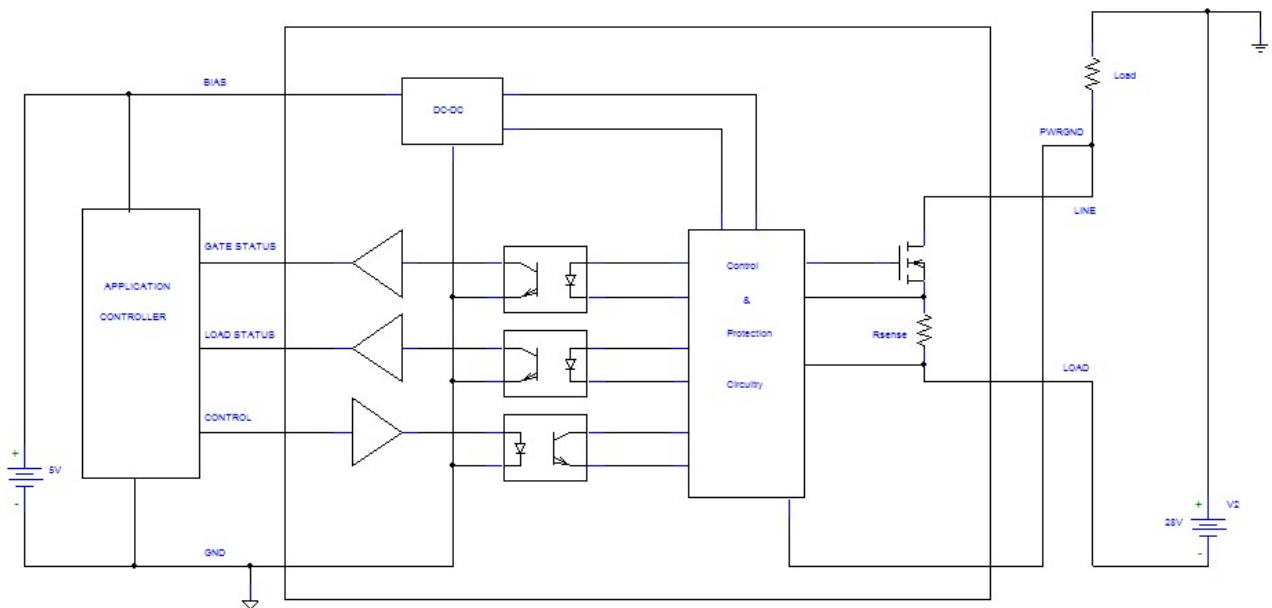 BIAS
DC-DC
Load
PWRGND
LINE
GATE STATUS
APPLICATION
CONTROLLER
LOAD STATUS
CONTROL
Control
&
Protection
Circuitry
Rsense
LOAD
+
5V
-
GND
+
V2
28V
-